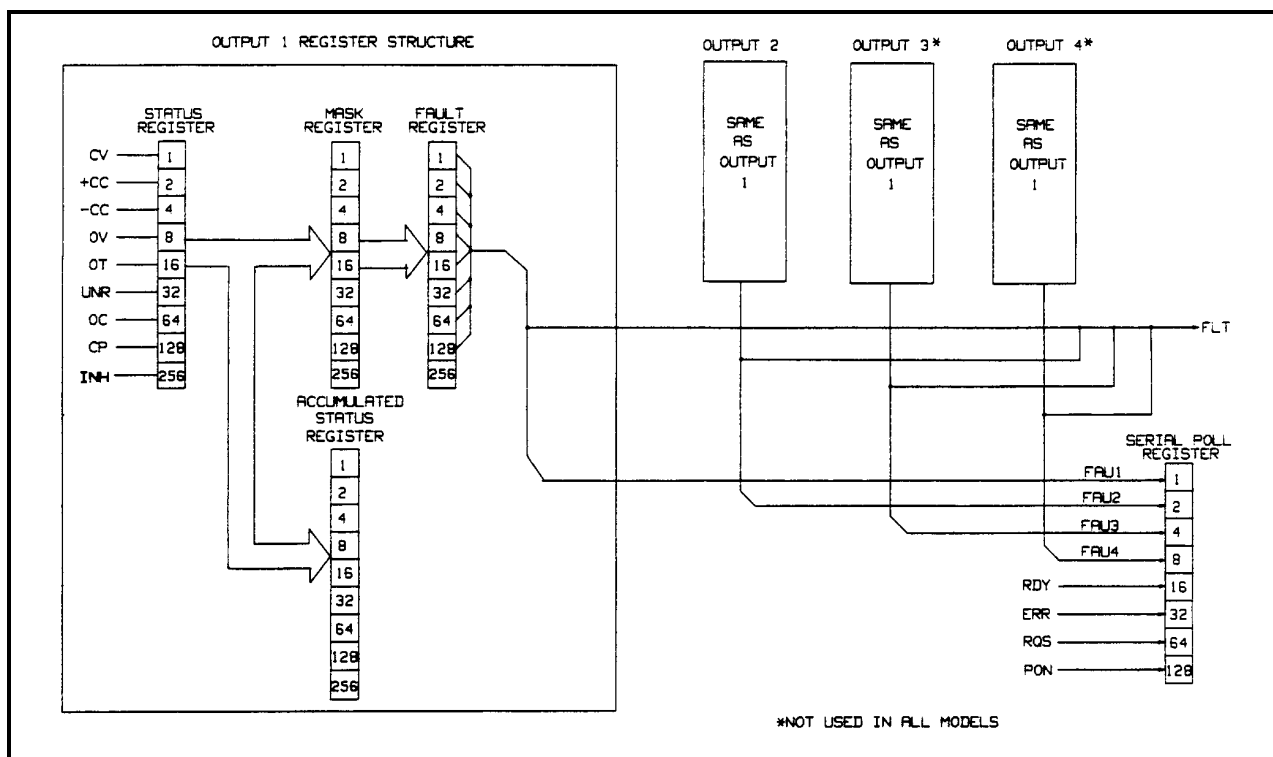 OUTPUT 1 REGISTER STRUCTURE
OUTPUT 2
OUTPUT 3*
OUTPUT 4*
STATUS
REGISTER
MASK
REGISTER
FAULT
REGISTER
SAME
AS
OUTPUT
1
SAME
AS
OUTPUT
1
SAME
AS
OUTPUT
1
CV 1 1 1
+CC 2 2 2
-CC 4 4 4
OV 8 8 8
OT 16 16 16
UNR 32 32 32
OC 64 64 64
CP 128 128 128
INH 256 256 256
FLT
ACCUMULATED
STATUS
REGISTER
1
2
4
8
16
32
64
128
256
SERIAL POLL
REGISTER
FAU1 1
FAU2 2
FAU3 4
FAU4 8
RDY 16
ERR 32
RQS 64
PON 128
*NOT USED IN ALL MODELS